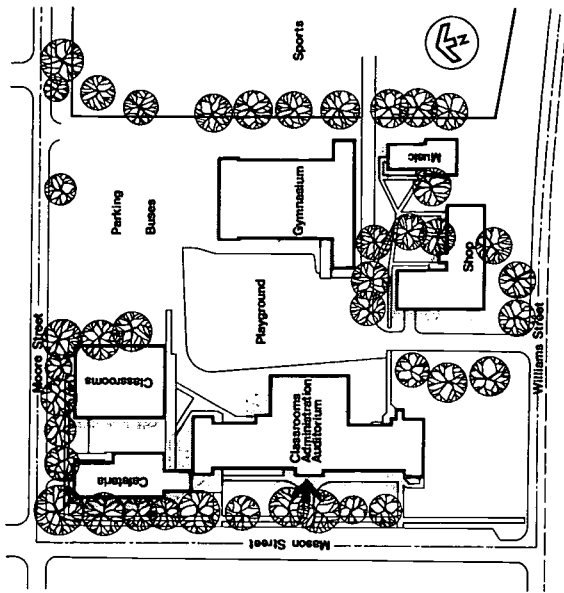 Sports
N
Music
Parking
Buses
Gymnasium
Shop
Playground
Moore Street
Classrooms
Williams Street
Classrooms
Administration
Auditorium
Cafeteria
Mason Street